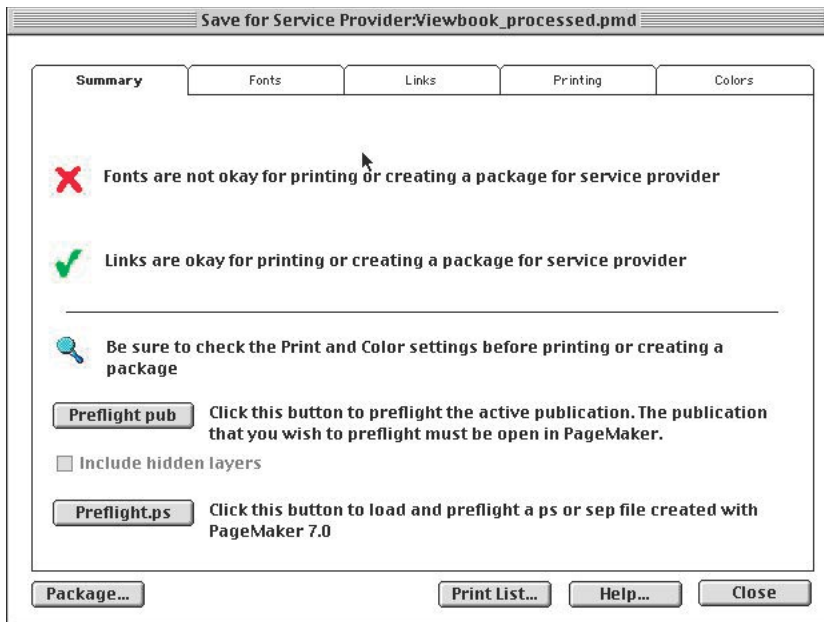 Save for Service Provider:Viewbook_processed.pmd
Summary Fonts Links Printing Colors
Fonts are not okay for printing or creating a package for service provider
Links are okay for printing or creating a package for service provider
Be sure to check the Print and Color settings before printing or creating a
package
Preflight pub Click this button to preflight the active publication. The publication
that you wish to preflight must be open in PageMaker.
Include hidden layers
Preflight.ps Click this button to load and preflight a ps or sep file created with
PageMaker 7.0
Package... Print List... Help... Close